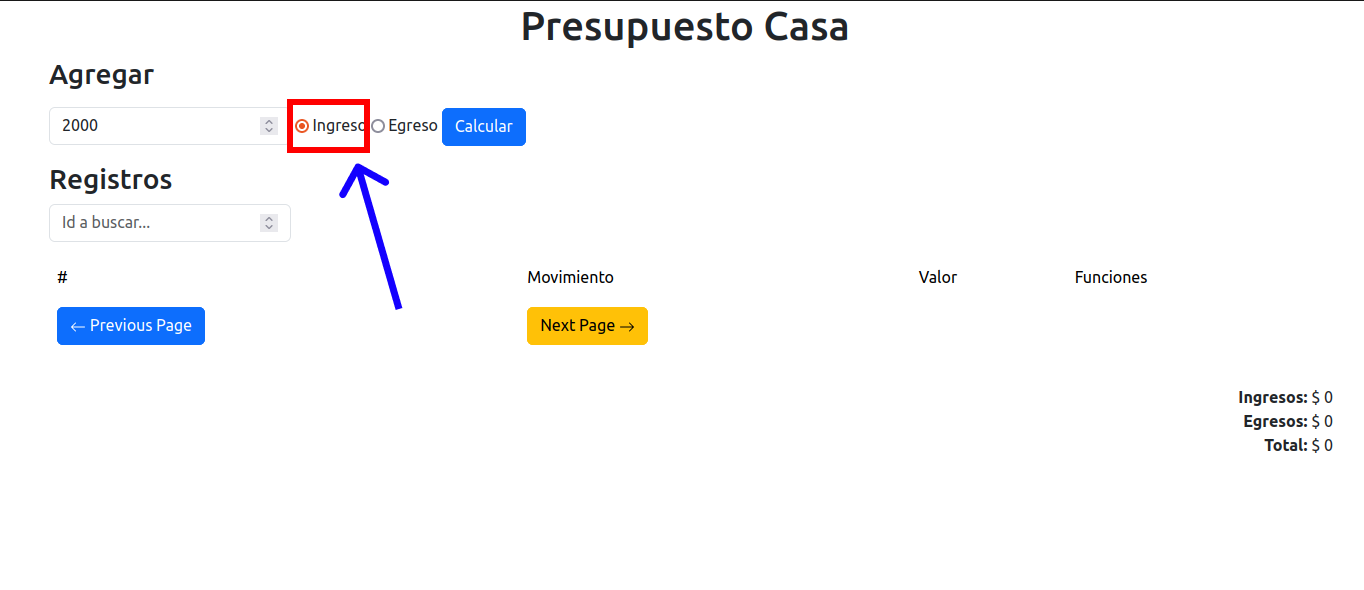 Presupuesto Casa
Agregar
2000 Ingreso Egreso Calcular
Registros
Id a buscar...
# Movimiento Valor Funciones
← Previous Page Next Page →
Ingresos: $ 0
Egresos: $ 0
Total: $ 0